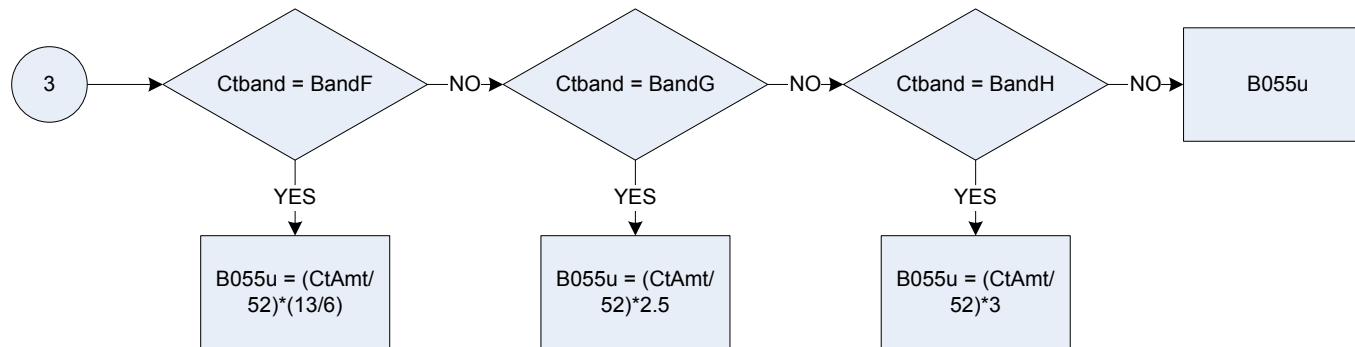 3
Ctband = BandF
NO
Ctband = BandG
NO
Ctband = BandH
NO
B055u
YES
YES
YES
B055u = (CtAmt/
52)*(13/6)
B055u = (CtAmt/
52)*2.5
B055u = (CtAmt/
52)*3